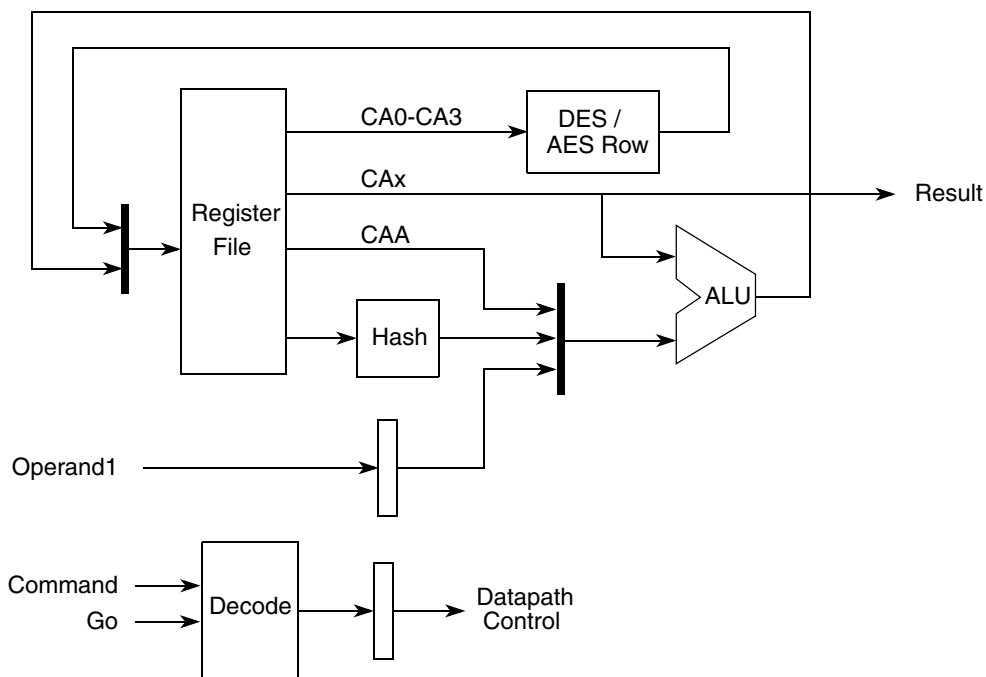 CA0-CA3
DES /
AES Row
CAx
Result
Register
File
CAA
ALU
Hash
Operand1
Command
Go
Decode
Datapath
Control